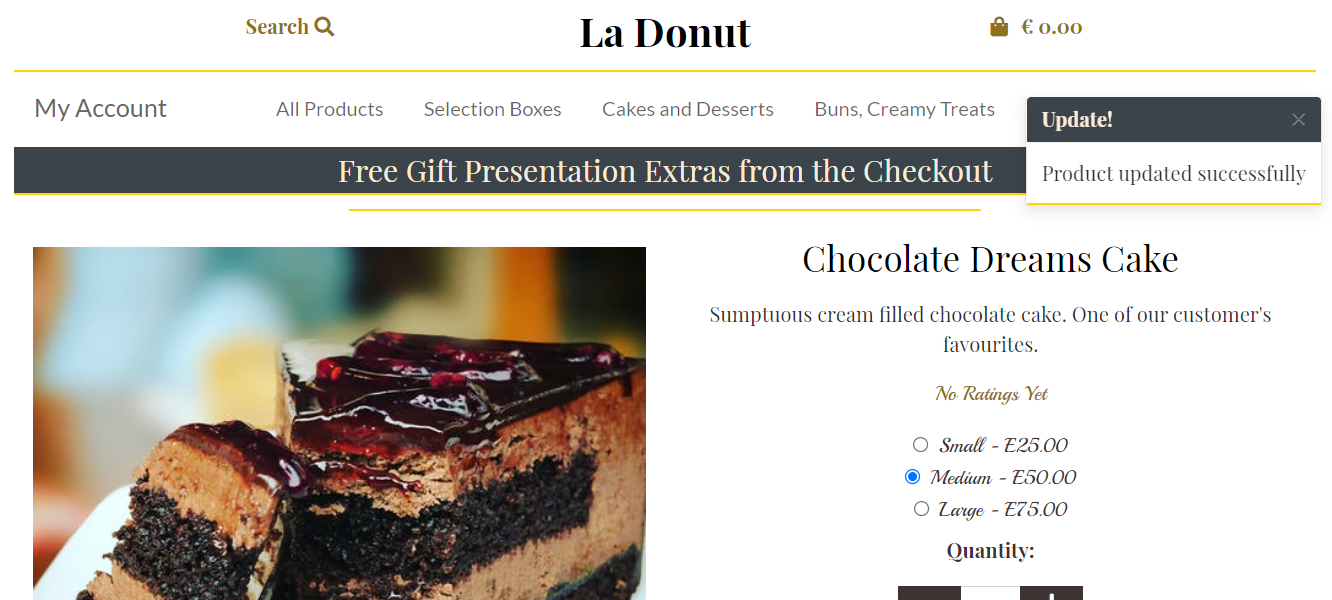 Search
La Donut
€ 0.00
My Account
All Products
Selection Boxes
Cakes and Desserts
Buns, Creamy Treats
Update!
Product updated successfully
Free Gift Presentation Extras from the Checkout
Chocolate Dreams Cake
Sumptuous cream filled chocolate cake. One of our customer's
favourites.
No Ratings Yet
Small - €25.00
Medium - €50.00
Large - €75.00
Quantity: